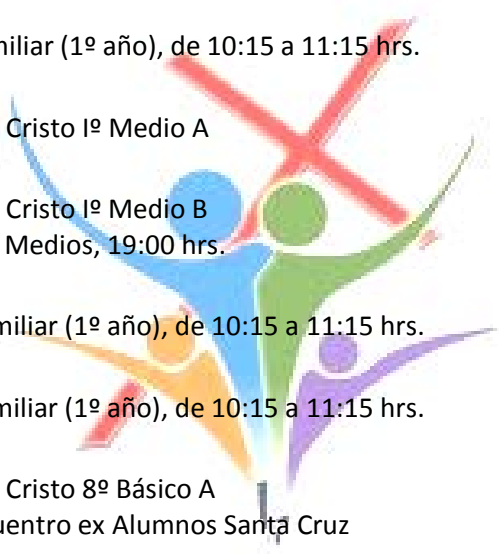 miliar (1º año), de 10:15 a 11:15 hrs.
Cristo Iº Medio A
Cristo Iº Medio B
Medios, 19:00 hrs.
miliar (1º año), de 10:15 a 11:15 hrs.
miliar (1º año), de 10:15 a 11:15 hrs.
Cristo 8º Básico A
uentro ex Alumnos Santa Cruz